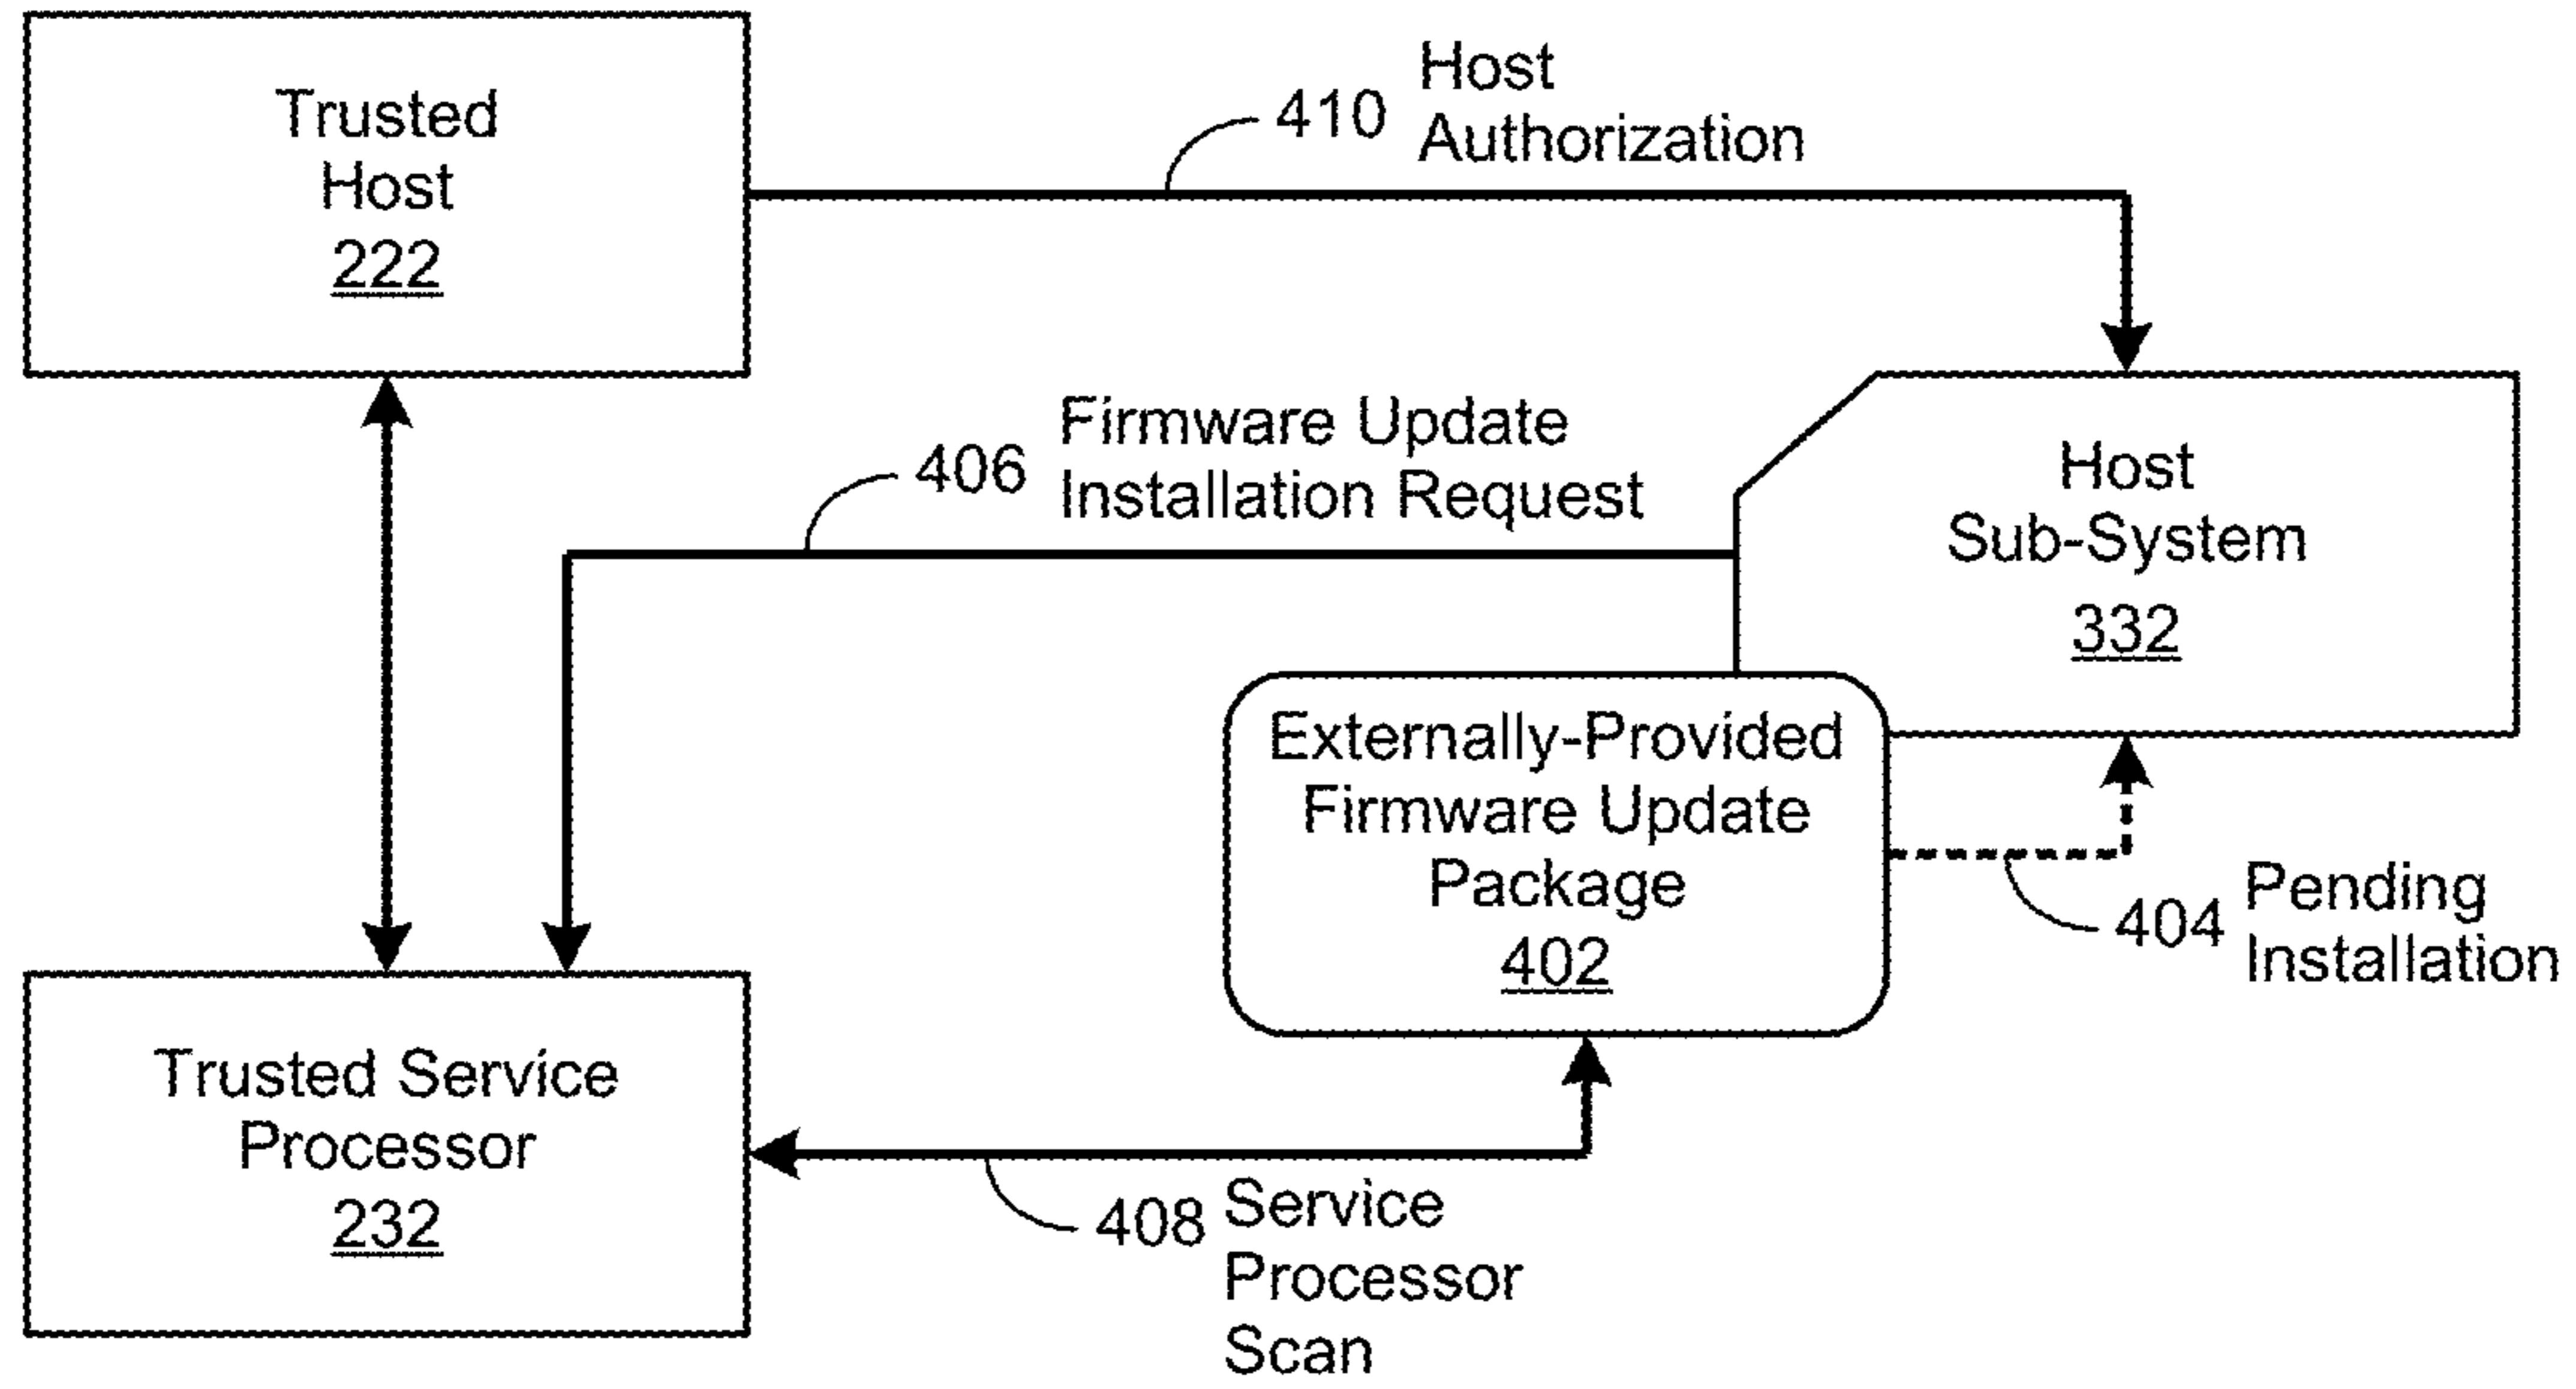 Trusted
Host
222
410
Host
Authorization
406
Firmware Update
Installation Request
Host
Sub-System
332
Externally-Provided
Firmware Update
Package
402
404
Pending
Installation
Trusted Service
Processor
232
408
Service
Processor
Scan